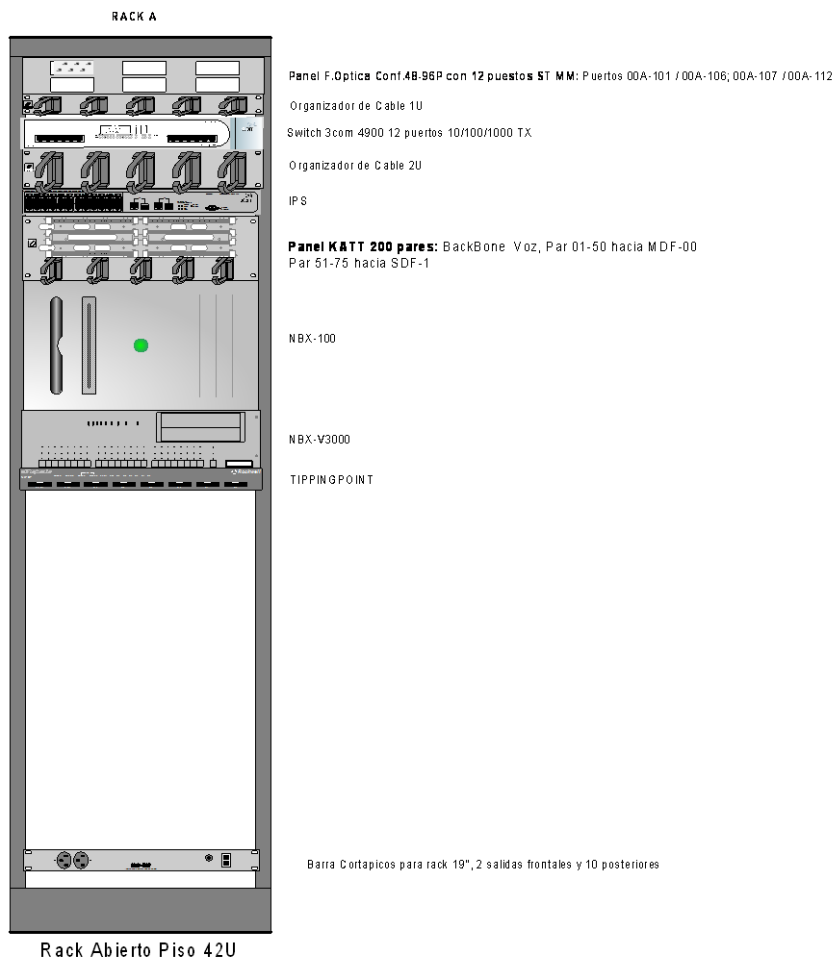 RACK A
Panel F.Optica Conf.48-96P con 12 puestos ST MM: Puertos 00A-101 / 00A-106; 00A-107 / 00A-112
Organizador de Cable 1U
Switch 3com 4900 12 puertos 10/100/1000 TX
Organizador de Cable 2U
IPS
Panel KATT 200 pares: BackBone Voz, Par 01-50 hacia MDF-00
Par 51-75 hacia SDF-1
NBX-100
NBX-V3000
TIPPINGPOINT
Barra Cortapicos para rack 19", 2 salidas frontales y 10 posteriores
Rack Abierto Piso 42U